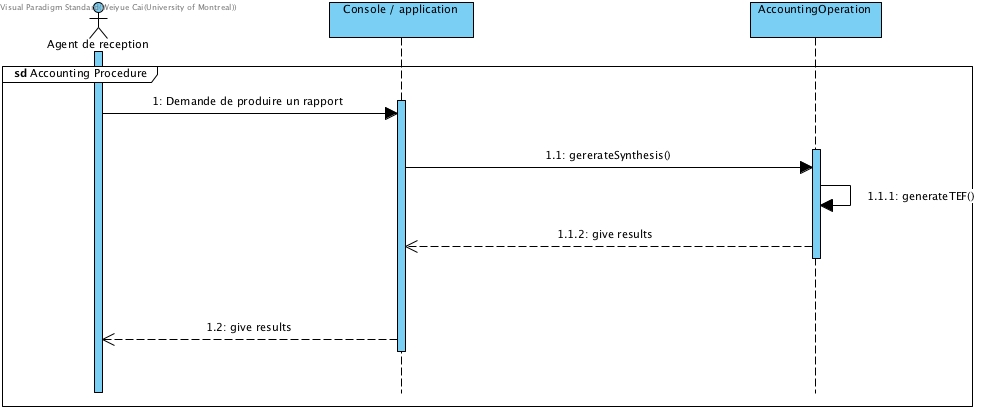 Visual Paradigm Standard Weiyue Cai(University of Montreal))
Agent de reception
Console / application
AccountingOperation
sd Accounting Procedure
1: Demande de produire un rapport
1.1: gererateSynthesis()
1.1.1: generateTEF()
1.1.2: give results
1.2: give results